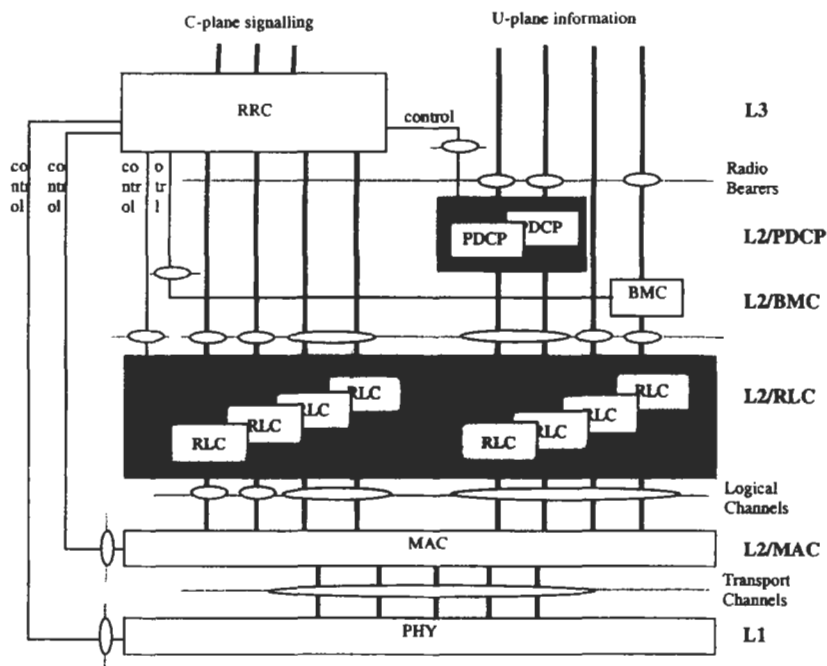 C-plane signalling
U-plane information
RRC
control
L3
co
ntr
ol
co
ntr
ol
co
ntr
ol
o
trl
l
Radio
Bearers
PDCP
PDCP
L2/PDCP
BMC
L2/BMC
RLC
RLC
RLC
RLC
RLC
RLC
RLC
RLC
L2/RLC
Logical
Channels
MAC
L2/MAC
Transport
Channels
PHY
L1